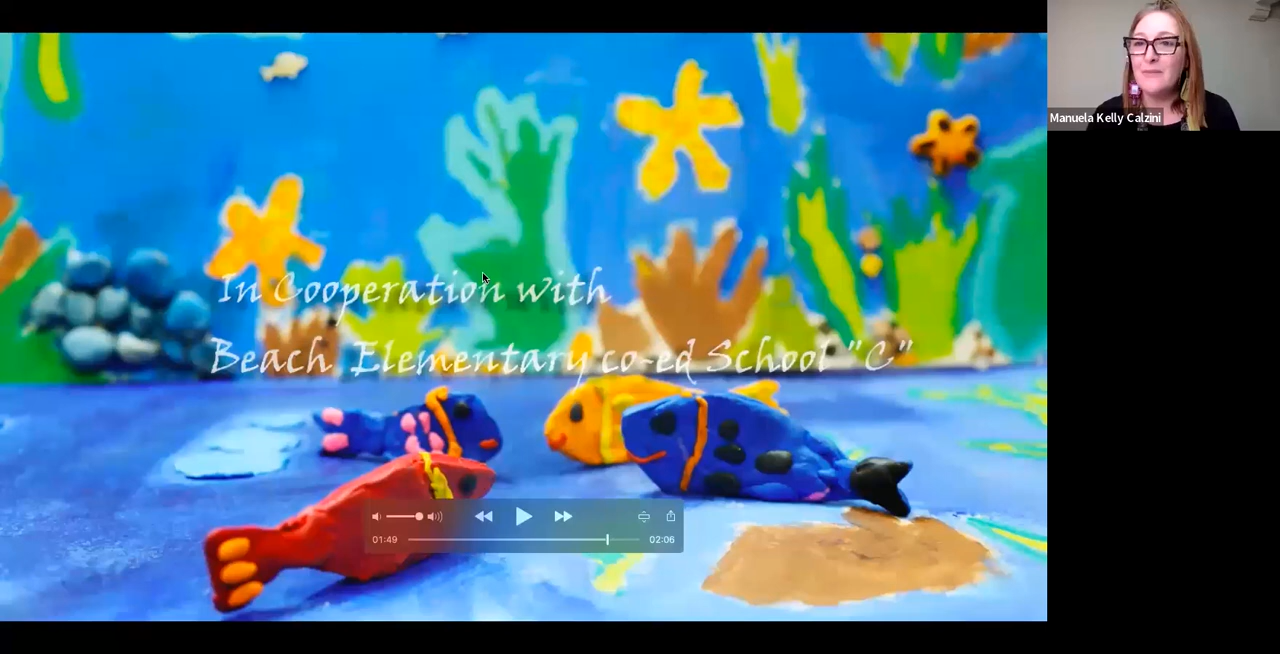 Manuela Kelly Calzini
In Cooperation with
Beach Elementary co-ed School "C"
01:49
02:06